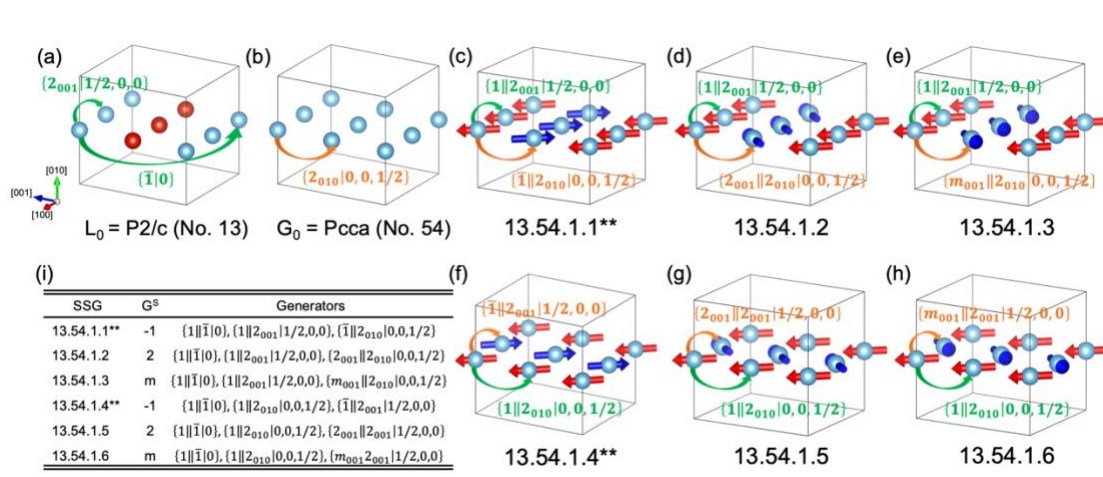 (a)
{2₀₀₁|1/2,0,0}
{1̅|0}
[010]
[001]
[100]
L₀ = P2/c (No. 13)
(b)
{2₀₁₀|0,0,1/2}
G₀ = Pcca (No. 54)
(c)
{1‖2₀₀₁|1/2,0,0}
{1̅‖2₀₁₀|0,0,1/2}
13.54.1.1**
(d)
{1‖2₀₀₁|1/2,0,0}
{2₀₀₁‖2₀₁₀|0,0,1/2}
13.54.1.2
(e)
{1‖2₀₀₁|1/2,0,0}
{m₀₀₁‖2₀₁₀|0,0,1/2}
13.54.1.3
(i)
SSG Gˢ Generators
13.54.1.1** -1 {1‖1̅|0},{1‖2₀₀₁|1/2,0,0},{1̅‖2₀₁₀|0,0,1/2}
13.54.1.2 2 {1‖1̅|0},{1‖2₀₀₁|1/2,0,0},{2₀₀₁‖2₀₁₀|0,0,1/2}
13.54.1.3 m {1‖1̅|0},{1‖2₀₀₁|1/2,0,0},{m₀₀₁‖2₀₁₀|0,0,1/2}
13.54.1.4** -1 {1‖1̅|0},{1‖2₀₁₀|0,0,1/2},{1̅‖2₀₀₁|1/2,0,0}
13.54.1.5 2 {1‖1̅|0},{1‖2₀₁₀|0,0,1/2},{2₀₀₁‖2₀₀₁|1/2,0,0}
13.54.1.6 m {1‖1̅|0},{1‖2₀₁₀|0,0,1/2},{m₀₀₁2₀₀₁|1/2,0,0}
(f)
{1̅‖2₀₀₁|1/2,0,0}
{1‖2₀₁₀|0,0,1/2}
13.54.1.4**
(g)
{2₀₀₁‖2₀₀₁|1/2,0,0}
{1‖2₀₁₀|0,0,1/2}
13.54.1.5
(h)
{m₀₀₁‖2₀₀₁|1/2,0,0}
{1‖2₀₁₀|0,0,1/2}
13.54.1.6